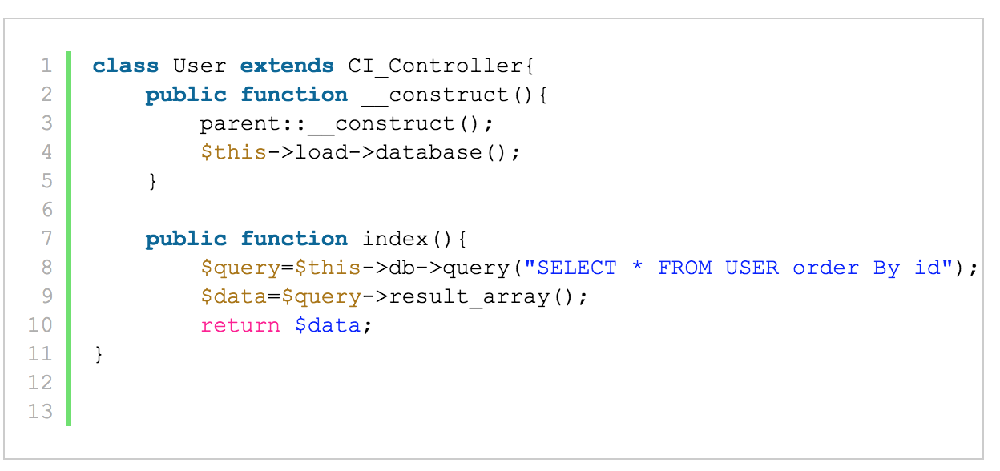 1 class User extends CI_Controller{
2     public function __construct(){
3         parent::__construct();
4         $this->load->database();
5     }
6
7     public function index(){
8         $query=$this->db->query("SELECT * FROM USER order By id");
9         $data=$query->result_array();
10         return $data;
11 }
12
13